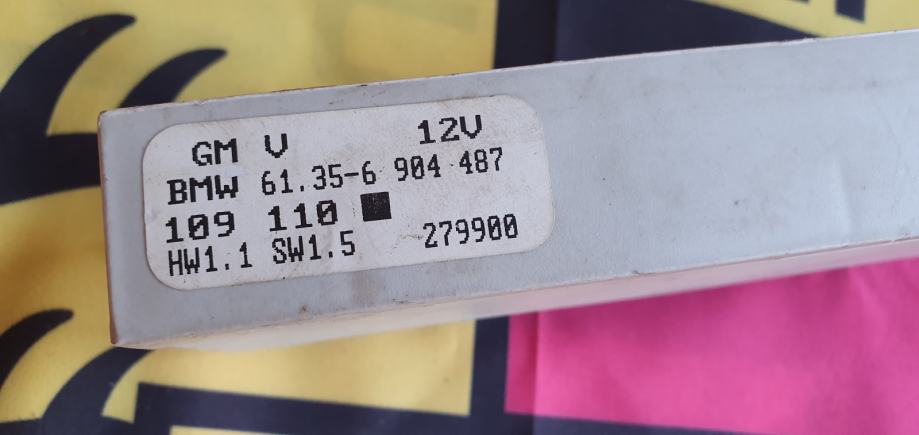 GM V 12V
BMW 61.35-6 904 487
109 110
HW1.1 SW1.5 279900